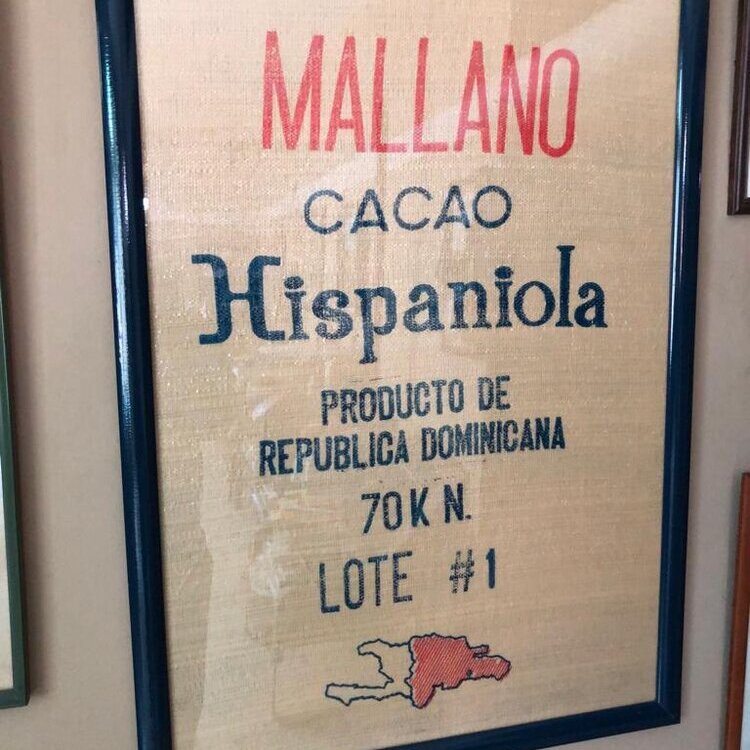 MALLANO
CACAO
Hispaniola
PRODUCTO DE
REPUBLICA DOMINICANA
70K N.
LOTE #1